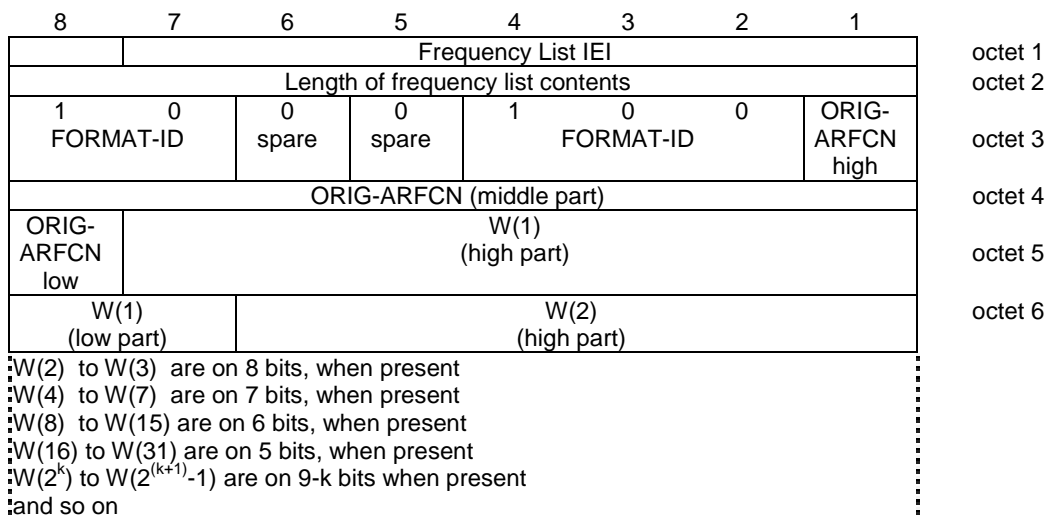 8 7 6 5 4 3 2 1
Frequency List IEI octet 1
Length of frequency list contents octet 2
1 0 0 0 1 0 0 ORIG-
FORMAT-ID spare spare FORMAT-ID ARFCN octet 3
high
ORIG-ARFCN (middle part) octet 4
ORIG- W(1)
ARFCN (high part) octet 5
low
W(1) W(2) octet 6
(low part) (high part)
W(2) to W(3) are on 8 bits, when present
W(4) to W(7) are on 7 bits, when present
W(8) to W(15) are on 6 bits, when present
W(16) to W(31) are on 5 bits, when present
W(2^k) to W(2^(k+1)-1) are on 9-k bits when present
and so on